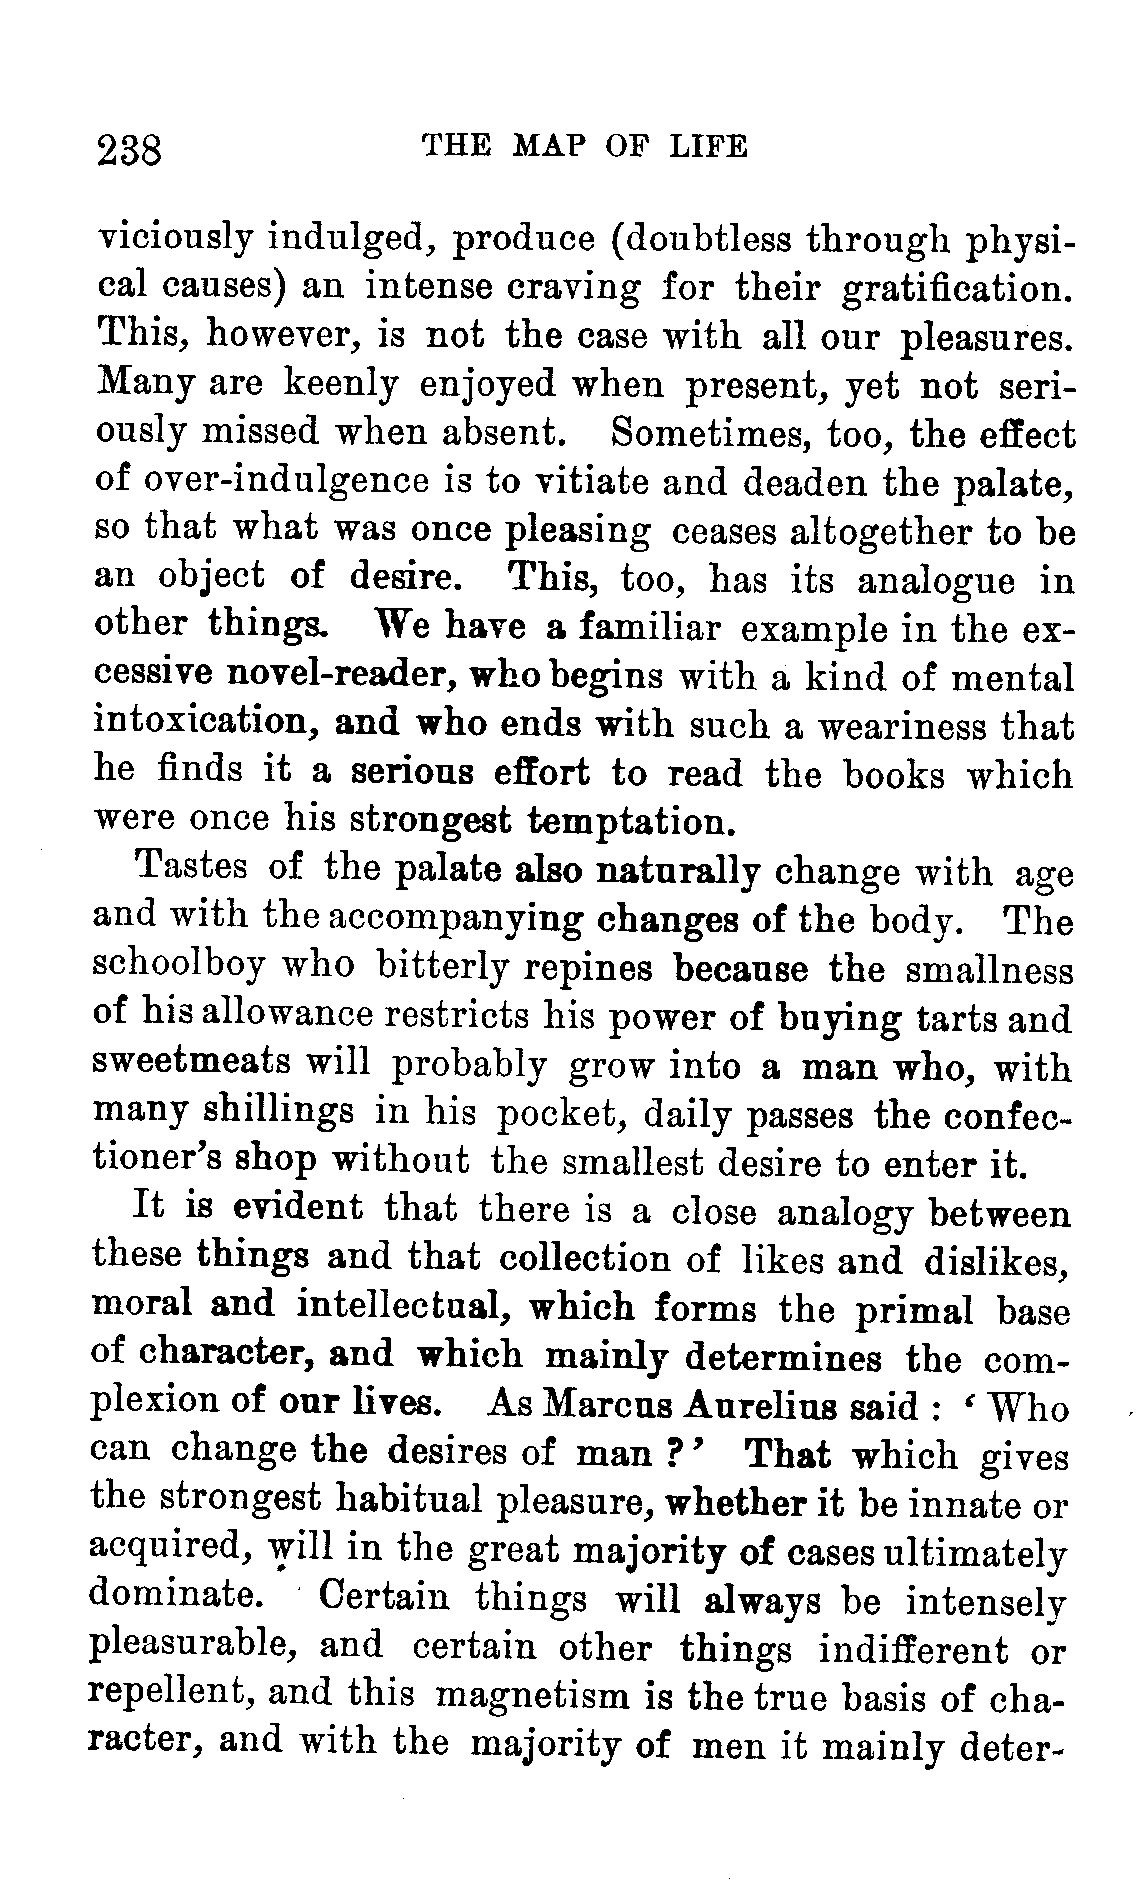 238 THE MAP OF LIFE
viciously indulged, produce (doubtless through physi-
cal causes) an intense craving for their gratification.
This, however, is not the case with all our pleasures.
Many are keenly enjoyed when present, yet not seri-
ously missed when absent. Sometimes, too, the effect
of over-indulgence is to vitiate and deaden the palate,
so that what was once pleasing ceases altogether to be
an object of desire. This, too, has its analogue in
other things. We have a familiar example in the ex-
cessive novel-reader, who begins with a kind of mental
intoxication, and who ends with such a weariness that
he finds it a serious effort to read the books which
were once his strongest temptation.
Tastes of the palate also naturally change with age
and with the accompanying changes of the body. The
schoolboy who bitterly repines because the smallness
of his allowance restricts his power of buying tarts and
sweetmeats will probably grow into a man who, with
many shillings in his pocket, daily passes the confec-
tioner's shop without the smallest desire to enter it.
It is evident that there is a close analogy between
these things and that collection of likes and dislikes,
moral and intellectual, which forms the primal base
of character, and which mainly determines the com-
plexion of our lives. As Marcus Aurelius said : ‘ Who
can change the desires of man ? ’ That which gives
the strongest habitual pleasure, whether it be innate or
acquired, will in the great majority of cases ultimately
dominate. Certain things will always be intensely
pleasurable, and certain other things indifferent or
repellent, and this magnetism is the true basis of cha-
racter, and with the majority of men it mainly deter-